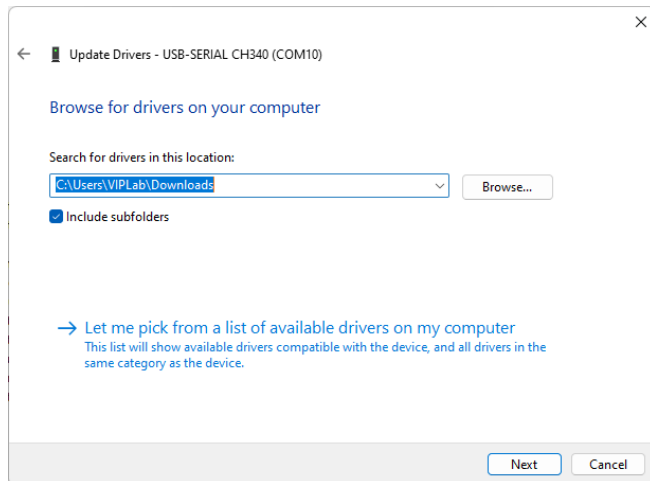 Update Drivers - USB-SERIAL CH340 (COM10)
Browse for drivers on your computer
Search for drivers in this location:
C:\Users\VIPLab\Downloads
Browse...
Include subfolders
Let me pick from a list of available drivers on my computer
This list will show available drivers compatible with the device, and all drivers in the
same category as the device.
Next
Cancel